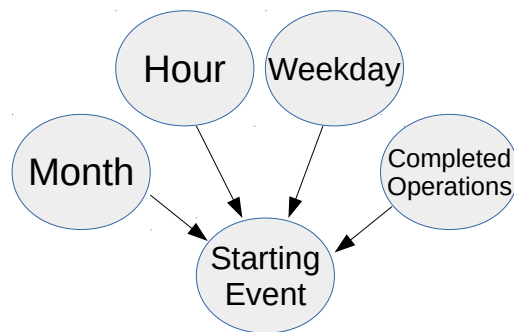 Hour
Weekday
Month
Completed
Operations
Starting
Event